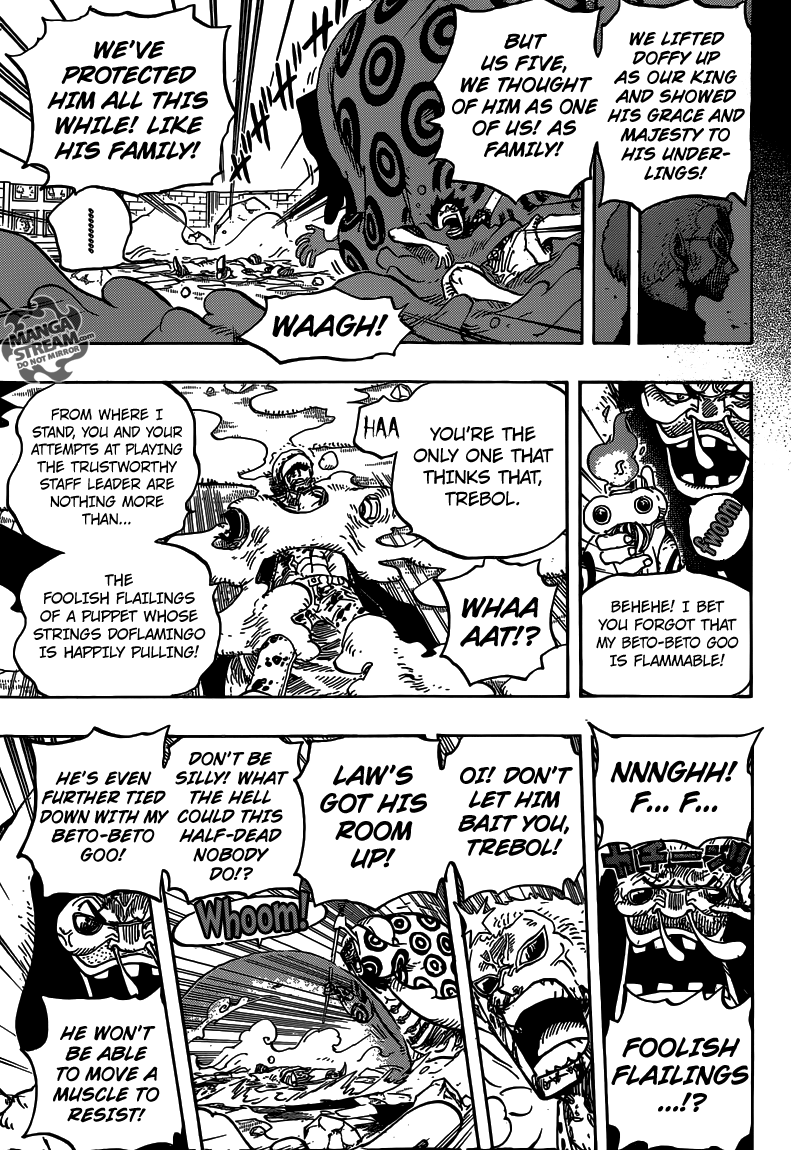 WE LIFTED
DOFFY UP
AS OUR KING
AND SHOWED
HIS GRACE AND
MAJESTY TO
HIS UNDER-
LINGS!
BUT
US FIVE,
WE THOUGHT
OF HIM AS ONE
OF US! AS
FAMILY!
WE'VE
PROTECTED
HIM ALL THIS
WHILE! LIKE
HIS FAMILY!
WAAGH!
MANGA
STREAM.com
DO NOT MIRROR
fwoom
BEHEHE! I BET
YOU FORGOT THAT
MY BETO-BETO GOO
IS FLAMMABLE!
HAA
YOU'RE THE
ONLY ONE THAT
THINKS THAT,
TREBOL.
WHAA
AAT!?
FROM WHERE I
STAND, YOU AND YOUR
ATTEMPTS AT PLAYING
THE TRUSTWORTHY
STAFF LEADER ARE
NOTHING MORE
THAN...
THE
FOOLISH FLAILINGS
OF A PUPPET WHOSE
STRINGS DOFLAMINGO
IS HAPPILY PULLING!
NNNGHH!
F... F...
FOOLISH
FLAILINGS
...!?
OI! DON'T
LET HIM
BAIT YOU,
TREBOL!
LAW'S
GOT HIS
ROOM
UP!
Whoom!
DON'T BE
SILLY! WHAT
THE HELL
COULD THIS
HALF-DEAD
NOBODY
DO!?
HE'S EVEN
FURTHER TIED
DOWN WITH MY
BETO-BETO
GOO!
HE WON'T
BE ABLE
TO MOVE A
MUSCLE TO
RESIST!